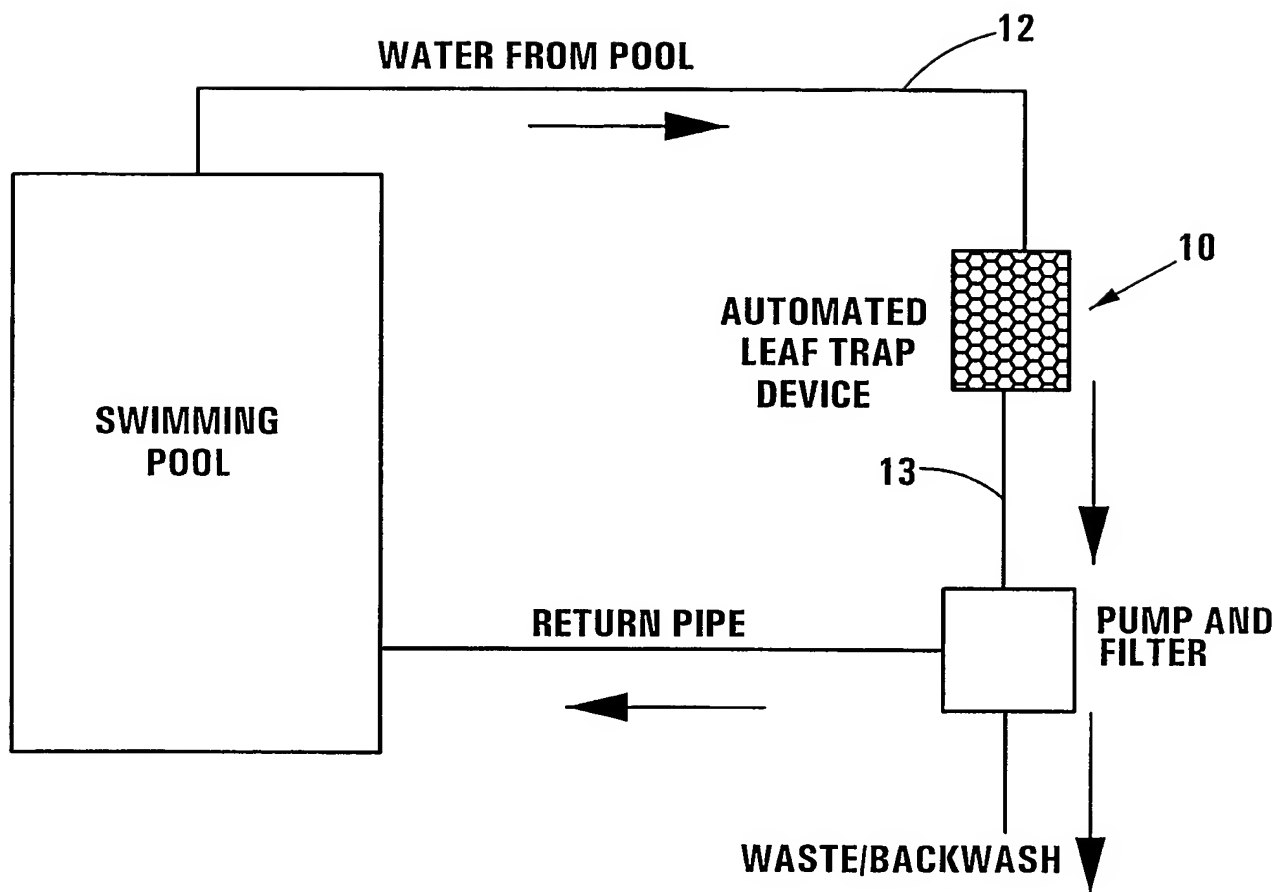 12
WATER FROM POOL
10
AUTOMATED
LEAF TRAP
DEVICE
SWIMMING
POOL
13
RETURN PIPE
PUMP AND
FILTER
WASTE/BACKWASH